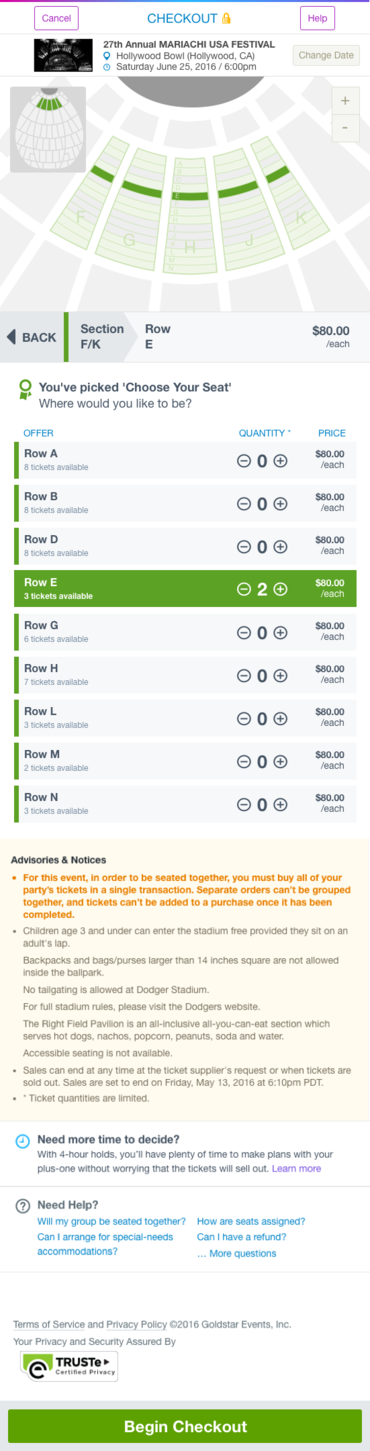 Cancel
CHECKOUT
Help
27th Annual MARIACHI USA FESTIVAL
Hollywood Bowl (Hollywood, CA)
Saturday June 25, 2016 / 6:00pm
Change Date
+
-
F
G
H
J
K
E
BACK
Section
F/K
Row
E
$80.00
/each
You've picked 'Choose Your Seat'
Where would you like to be?
OFFER QUANTITY * PRICE
Row A
8 tickets available
0
$80.00
/each
Row B
8 tickets available
0
$80.00
/each
Row D
8 tickets available
0
$80.00
/each
Row E
3 tickets available
2
$80.00
/each
Row G
6 tickets available
0
$80.00
/each
Row H
7 tickets available
0
$80.00
/each
Row L
3 tickets available
0
$80.00
/each
Row M
2 tickets available
0
$80.00
/each
Row N
3 tickets available
0
$80.00
/each
Advisories & Notices
• For this event, in order to be seated together, you must buy all of your
party's tickets in a single transaction. Separate orders can't be grouped
together, and tickets can't be added to a purchase once it has been
completed.
• Children age 3 and under can enter the stadium free provided they sit on an
adult's lap.
Backpacks and bags/purses larger than 14 inches square are not allowed
inside the ballpark.
No tailgating is allowed at Dodger Stadium.
For full stadium rules, please visit the Dodgers website.
The Right Field Pavilion is an all-inclusive all-you-can-eat section which
serves hot dogs, nachos, popcorn, peanuts, soda and water.
Accessible seating is not available.
• Sales can end at any time at the ticket supplier's request or when tickets are
sold out. Sales are set to end on Friday, May 13, 2016 at 6:10pm PDT.
• * Ticket quantities are limited.
Need more time to decide?
With 4-hour holds, you'll have plenty of time to make plans with your
plus-one without worrying that the tickets will sell out. Learn more
Need Help?
Will my group be seated together?
Can I arrange for special-needs
accommodations?
How are seats assigned?
Can I have a refund?
... More questions
Terms of Service and Privacy Policy ©2016 Goldstar Events, Inc.
Your Privacy and Security Assured By
TRUSTe
Certified Privacy
Begin Checkout